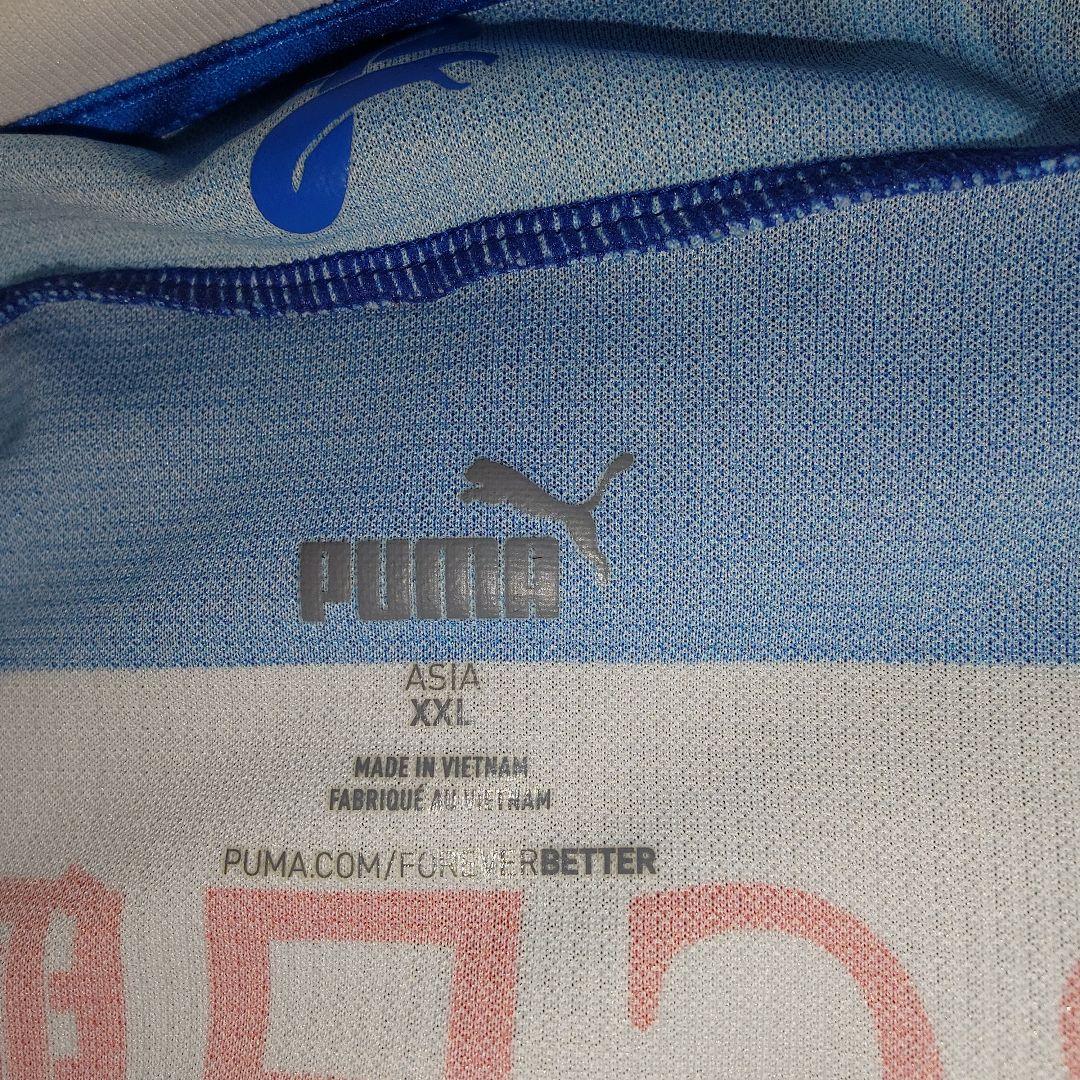 PUMA
ASIA
XXL
MADE IN VIETNAM
FABRIQUÉ AU VIETNAM
PUMA.COM/FOREVERBETTER